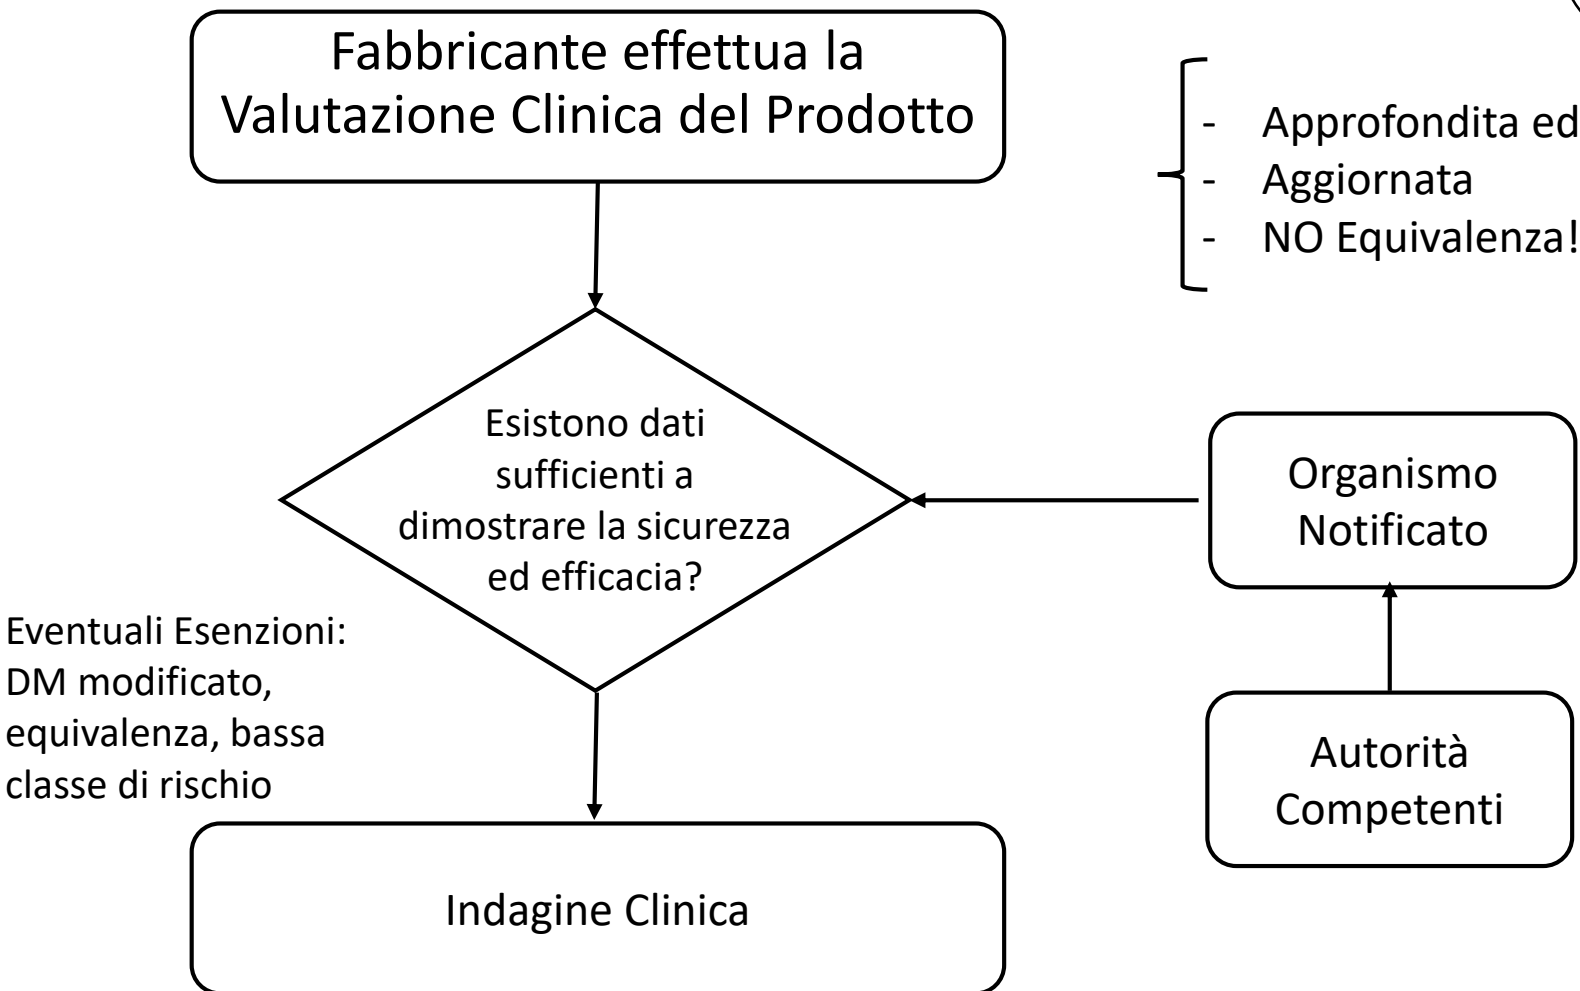 Fabbricante effettua la
Valutazione Clinica del Prodotto
- Approfondita ed
- Aggiornata
- NO Equivalenza!
Esistono dati
sufficienti a
dimostrare la sicurezza
ed efficacia?
Organismo
Notificato
Eventuali Esenzioni:
DM modificato,
equivalenza, bassa
classe di rischio
Autorità
Competenti
Indagine Clinica